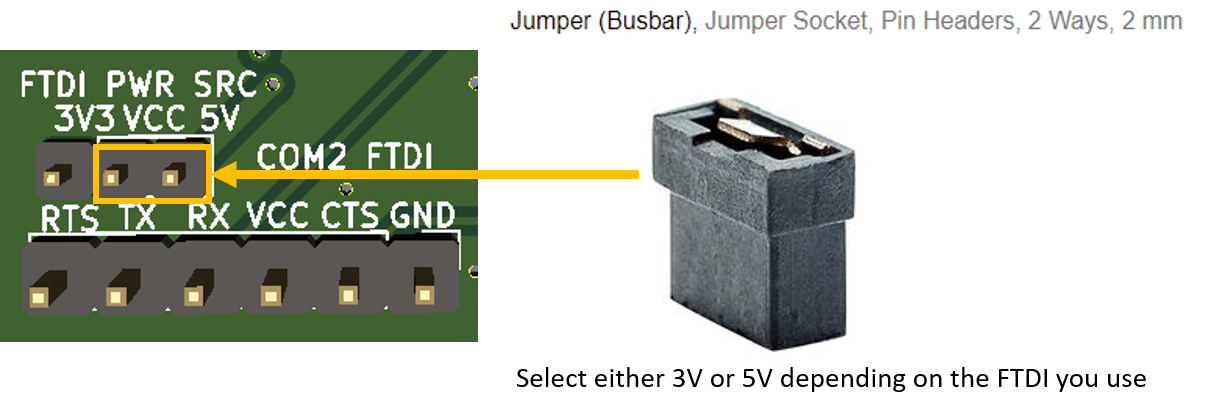 Jumper (Busbar), Jumper Socket, Pin Headers, 2 Ways, 2 mm
FTDI PWR SRC
3V3 VCC 5V
COM2 FTDI
RTS TX RX VCC CTS GND
Select either 3V or 5V depending on the FTDI you use